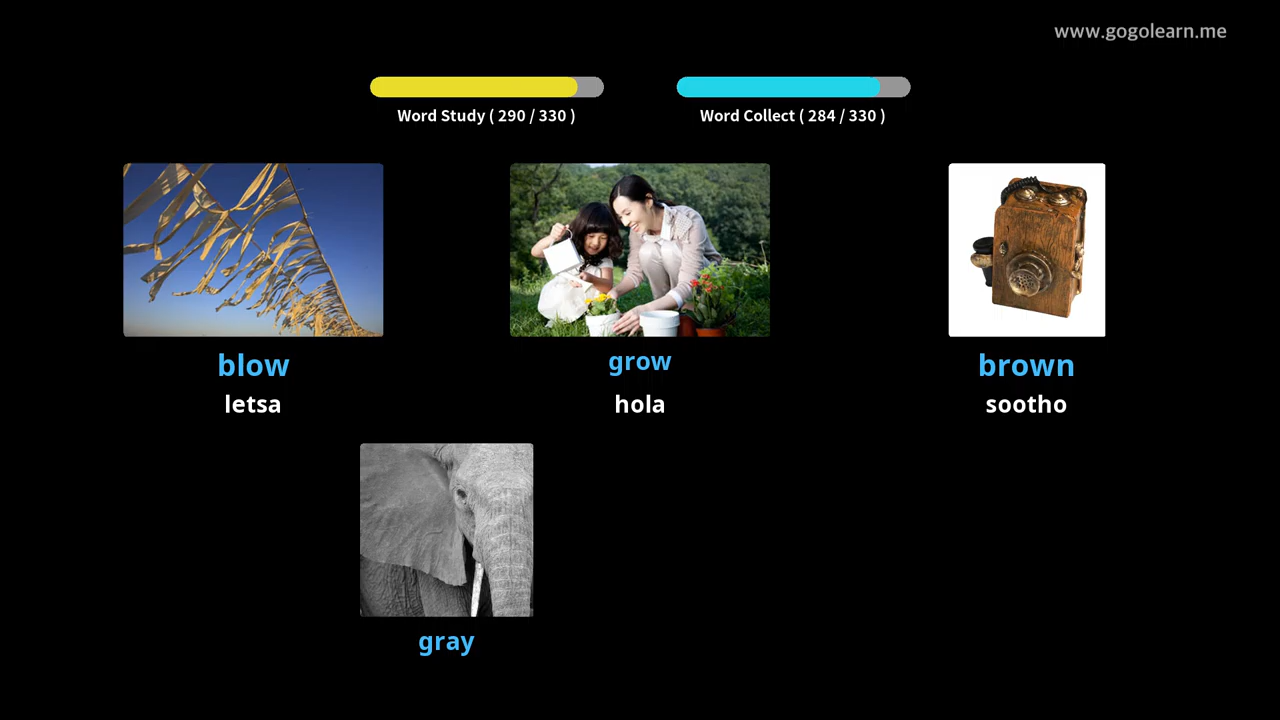 www.gogolearn.me
Word Study ( 290 / 330 )
Word Collect ( 284 / 330 )
blow
grow
brown
letsa
hola
sootho
gray